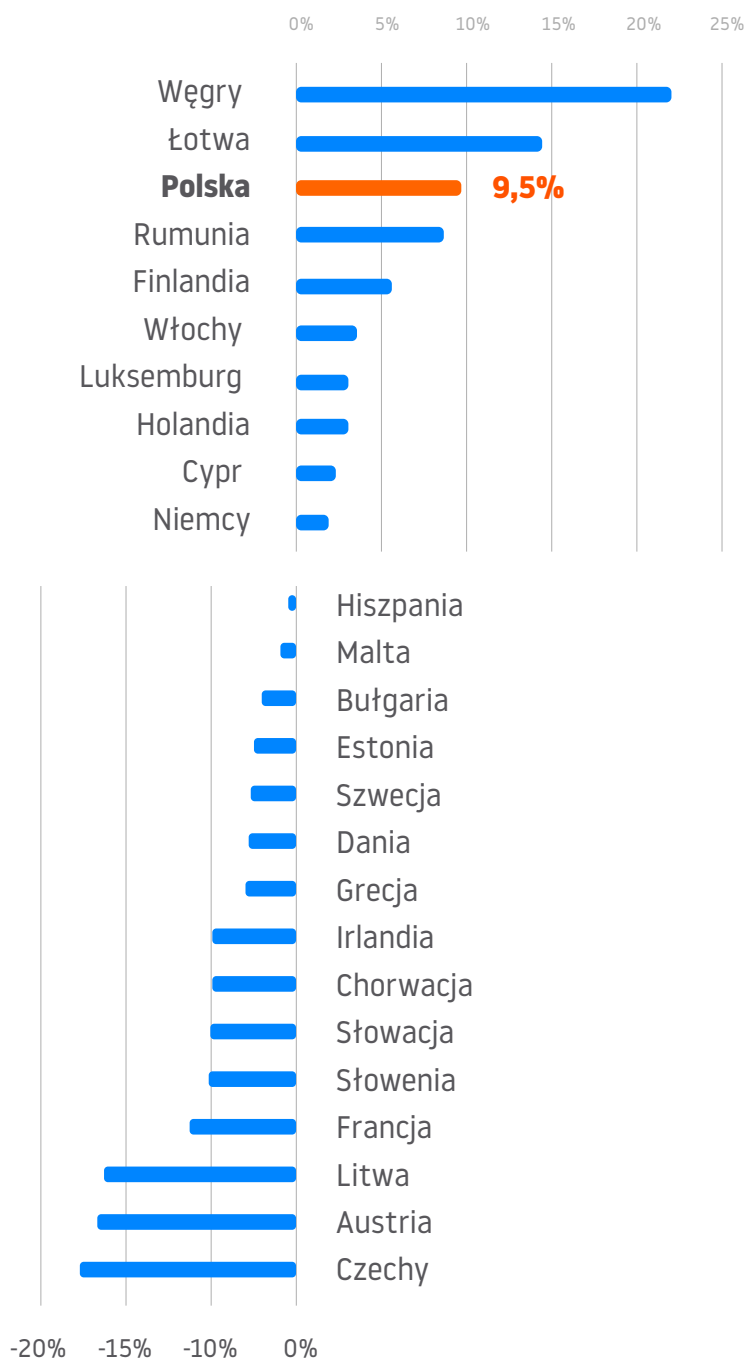 0% 5% 10% 15% 20% 25%
Węgry
Łotwa
Polska 9,5%
Rumunia
Finlandia
Włochy
Luksemburg
Holandia
Cypr
Niemcy
Hiszpania
Malta
Bułgaria
Estonia
Szwecja
Dania
Grecja
Irlandia
Chorwacja
Słowacja
Słowenia
Francja
Litwa
Austria
Czechy
-20% -15% -10% 0%